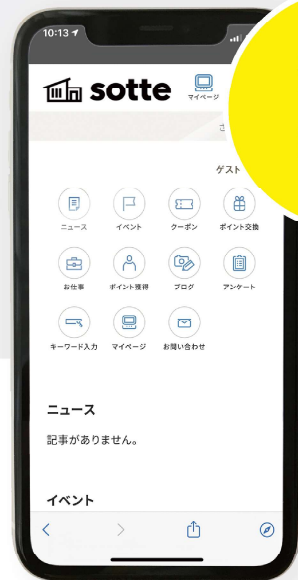 10:13
sotte
マイページ
ゲスト
ニュース イベント クーポン ポイント交換
お仕事 ポイント獲得 ブログ アンケート
キーワード入力 マイページ お問い合わせ
ニュース
記事がありません。
イベント